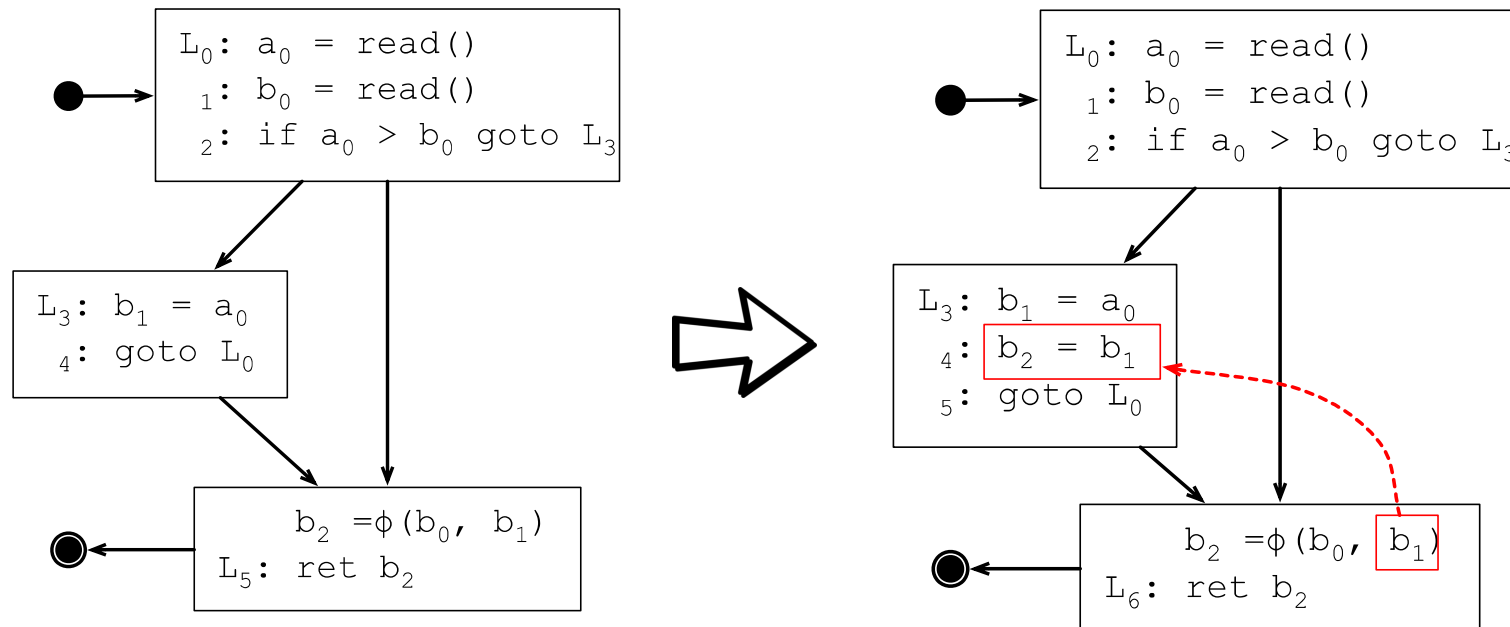 L₀: a₀ = read()
₁: b₀ = read()
₂: if a₀ > b₀ goto L₃
L₃: b₁ = a₀
₄: goto L₀
b₂ =ϕ(b₀, b₁)
L₅: ret b₂
L₀: a₀ = read()
₁: b₀ = read()
₂: if a₀ > b₀ goto L₃
L₃: b₁ = a₀
₄: b₂ = b₁
₅: goto L₀
b₂ =ϕ(b₀, b₁)
L₆: ret b₂